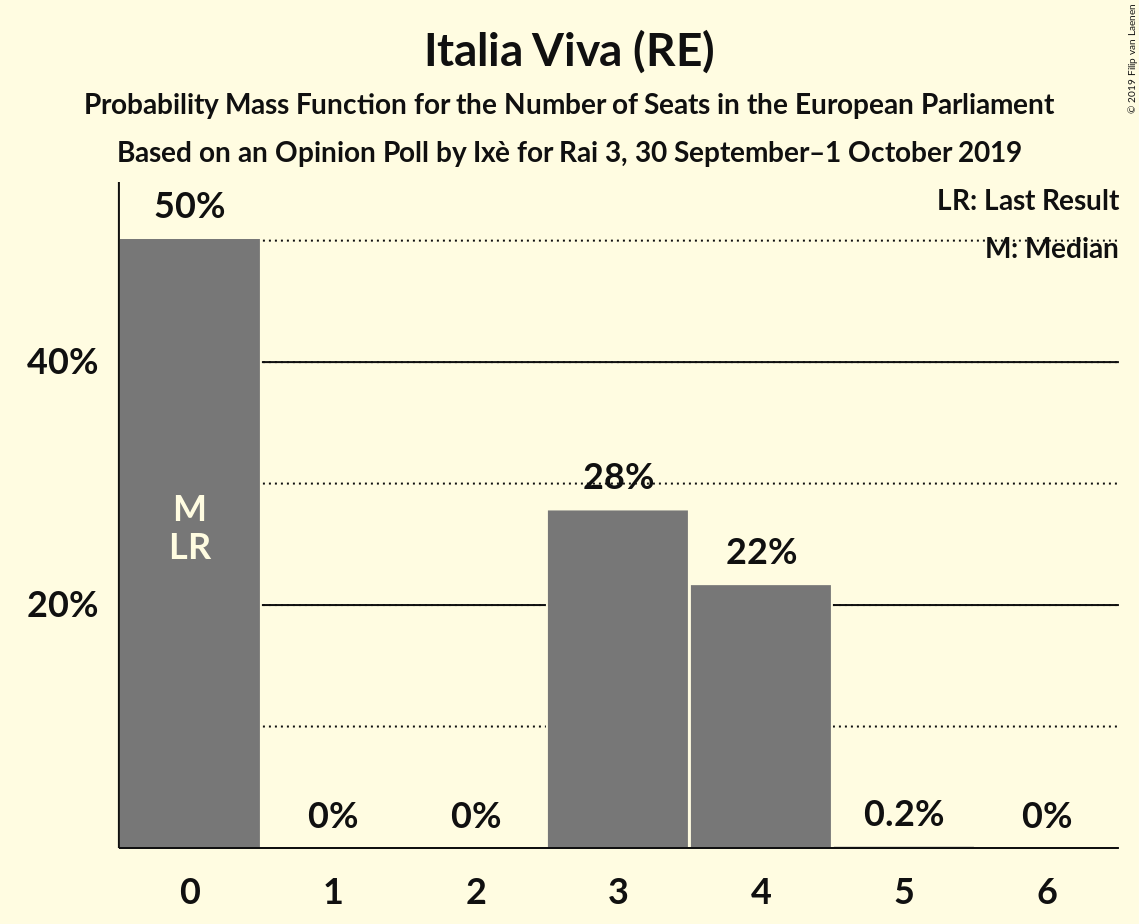 Italia Viva (RE)
Probability Mass Function for the Number of Seats in the European Parliament
Based on an Opinion Poll by Ixè for Rai 3, 30 September–1 October 2019
© 2019 Filip van Laenen
LR: Last Result
M: Median
50%
40%
28%
M
LR
22%
20%
0%
0%
0.2%
0%
0 1 2 3 4 5 6